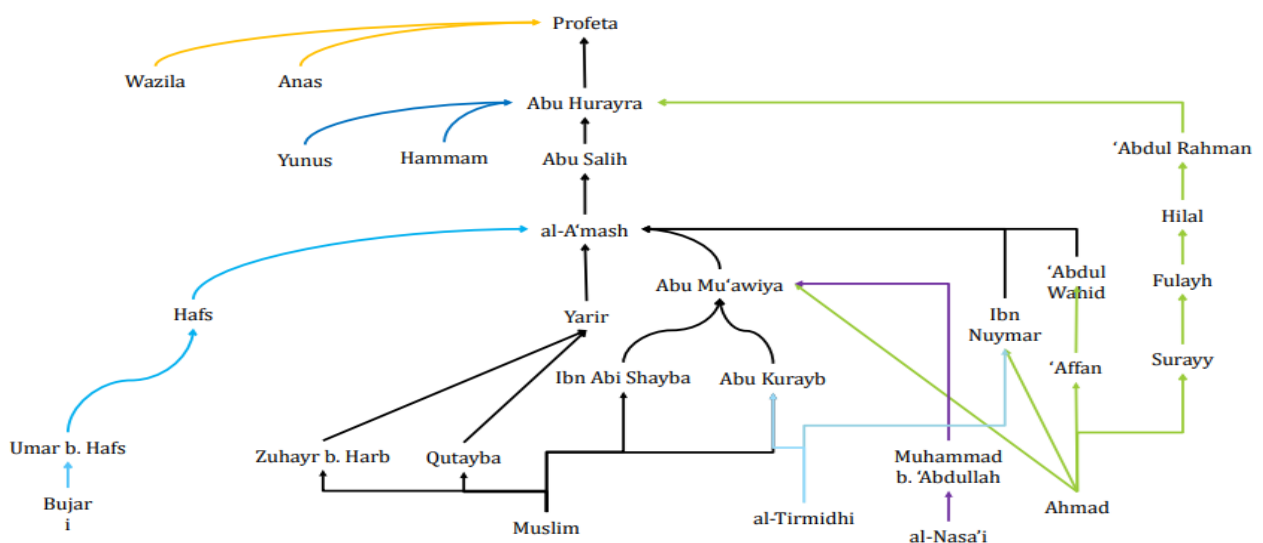 Profeta
Wazila
Anas
Abu Hurayra
Yunus
Hammam
Abu Salih
‘Abdul Rahman
Hilal
al-A‘mash
Abu Mu‘awiya
‘Abdul
Wahid
Fulayh
Hafs
Yarir
Ibn
Nuymar
Ibn Abi Shayba
Abu Kurayb
‘Affan
Surayy
Umar b. Hafs
Zuhayr b. Harb
Qutayba
Muhammad
b. ‘Abdullah
Bujar
i
Muslim
al-Tirmidhi
al-Nasa’i
Ahmad